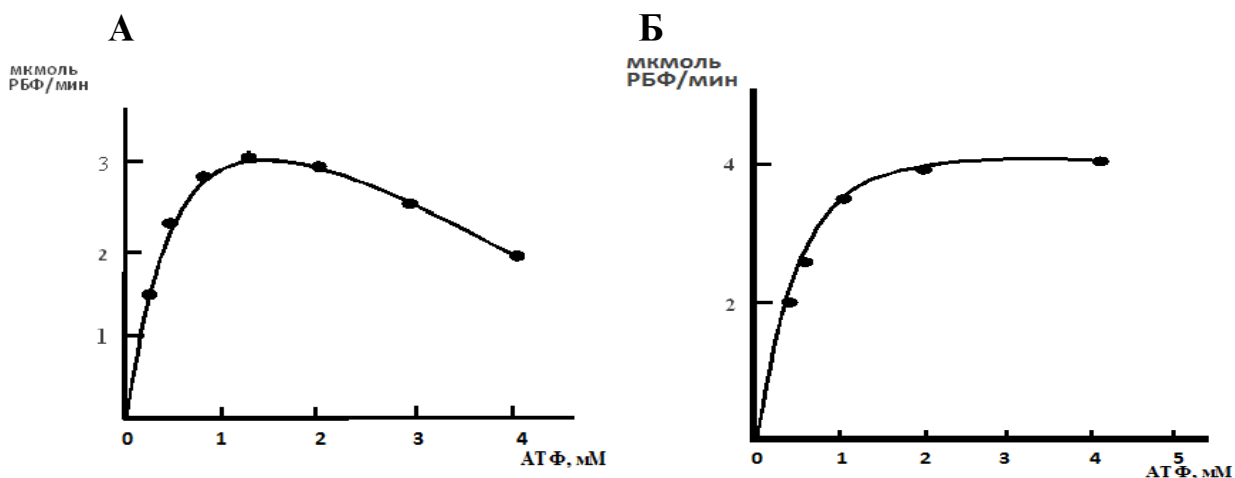 А
мкмоль
РБФ/мин
3
2
1
0 1 2 3 4
АТФ, мМ
Б
мкмоль
РБФ/мин
4
2
0 1 2 3 4 5
АТФ, мМ